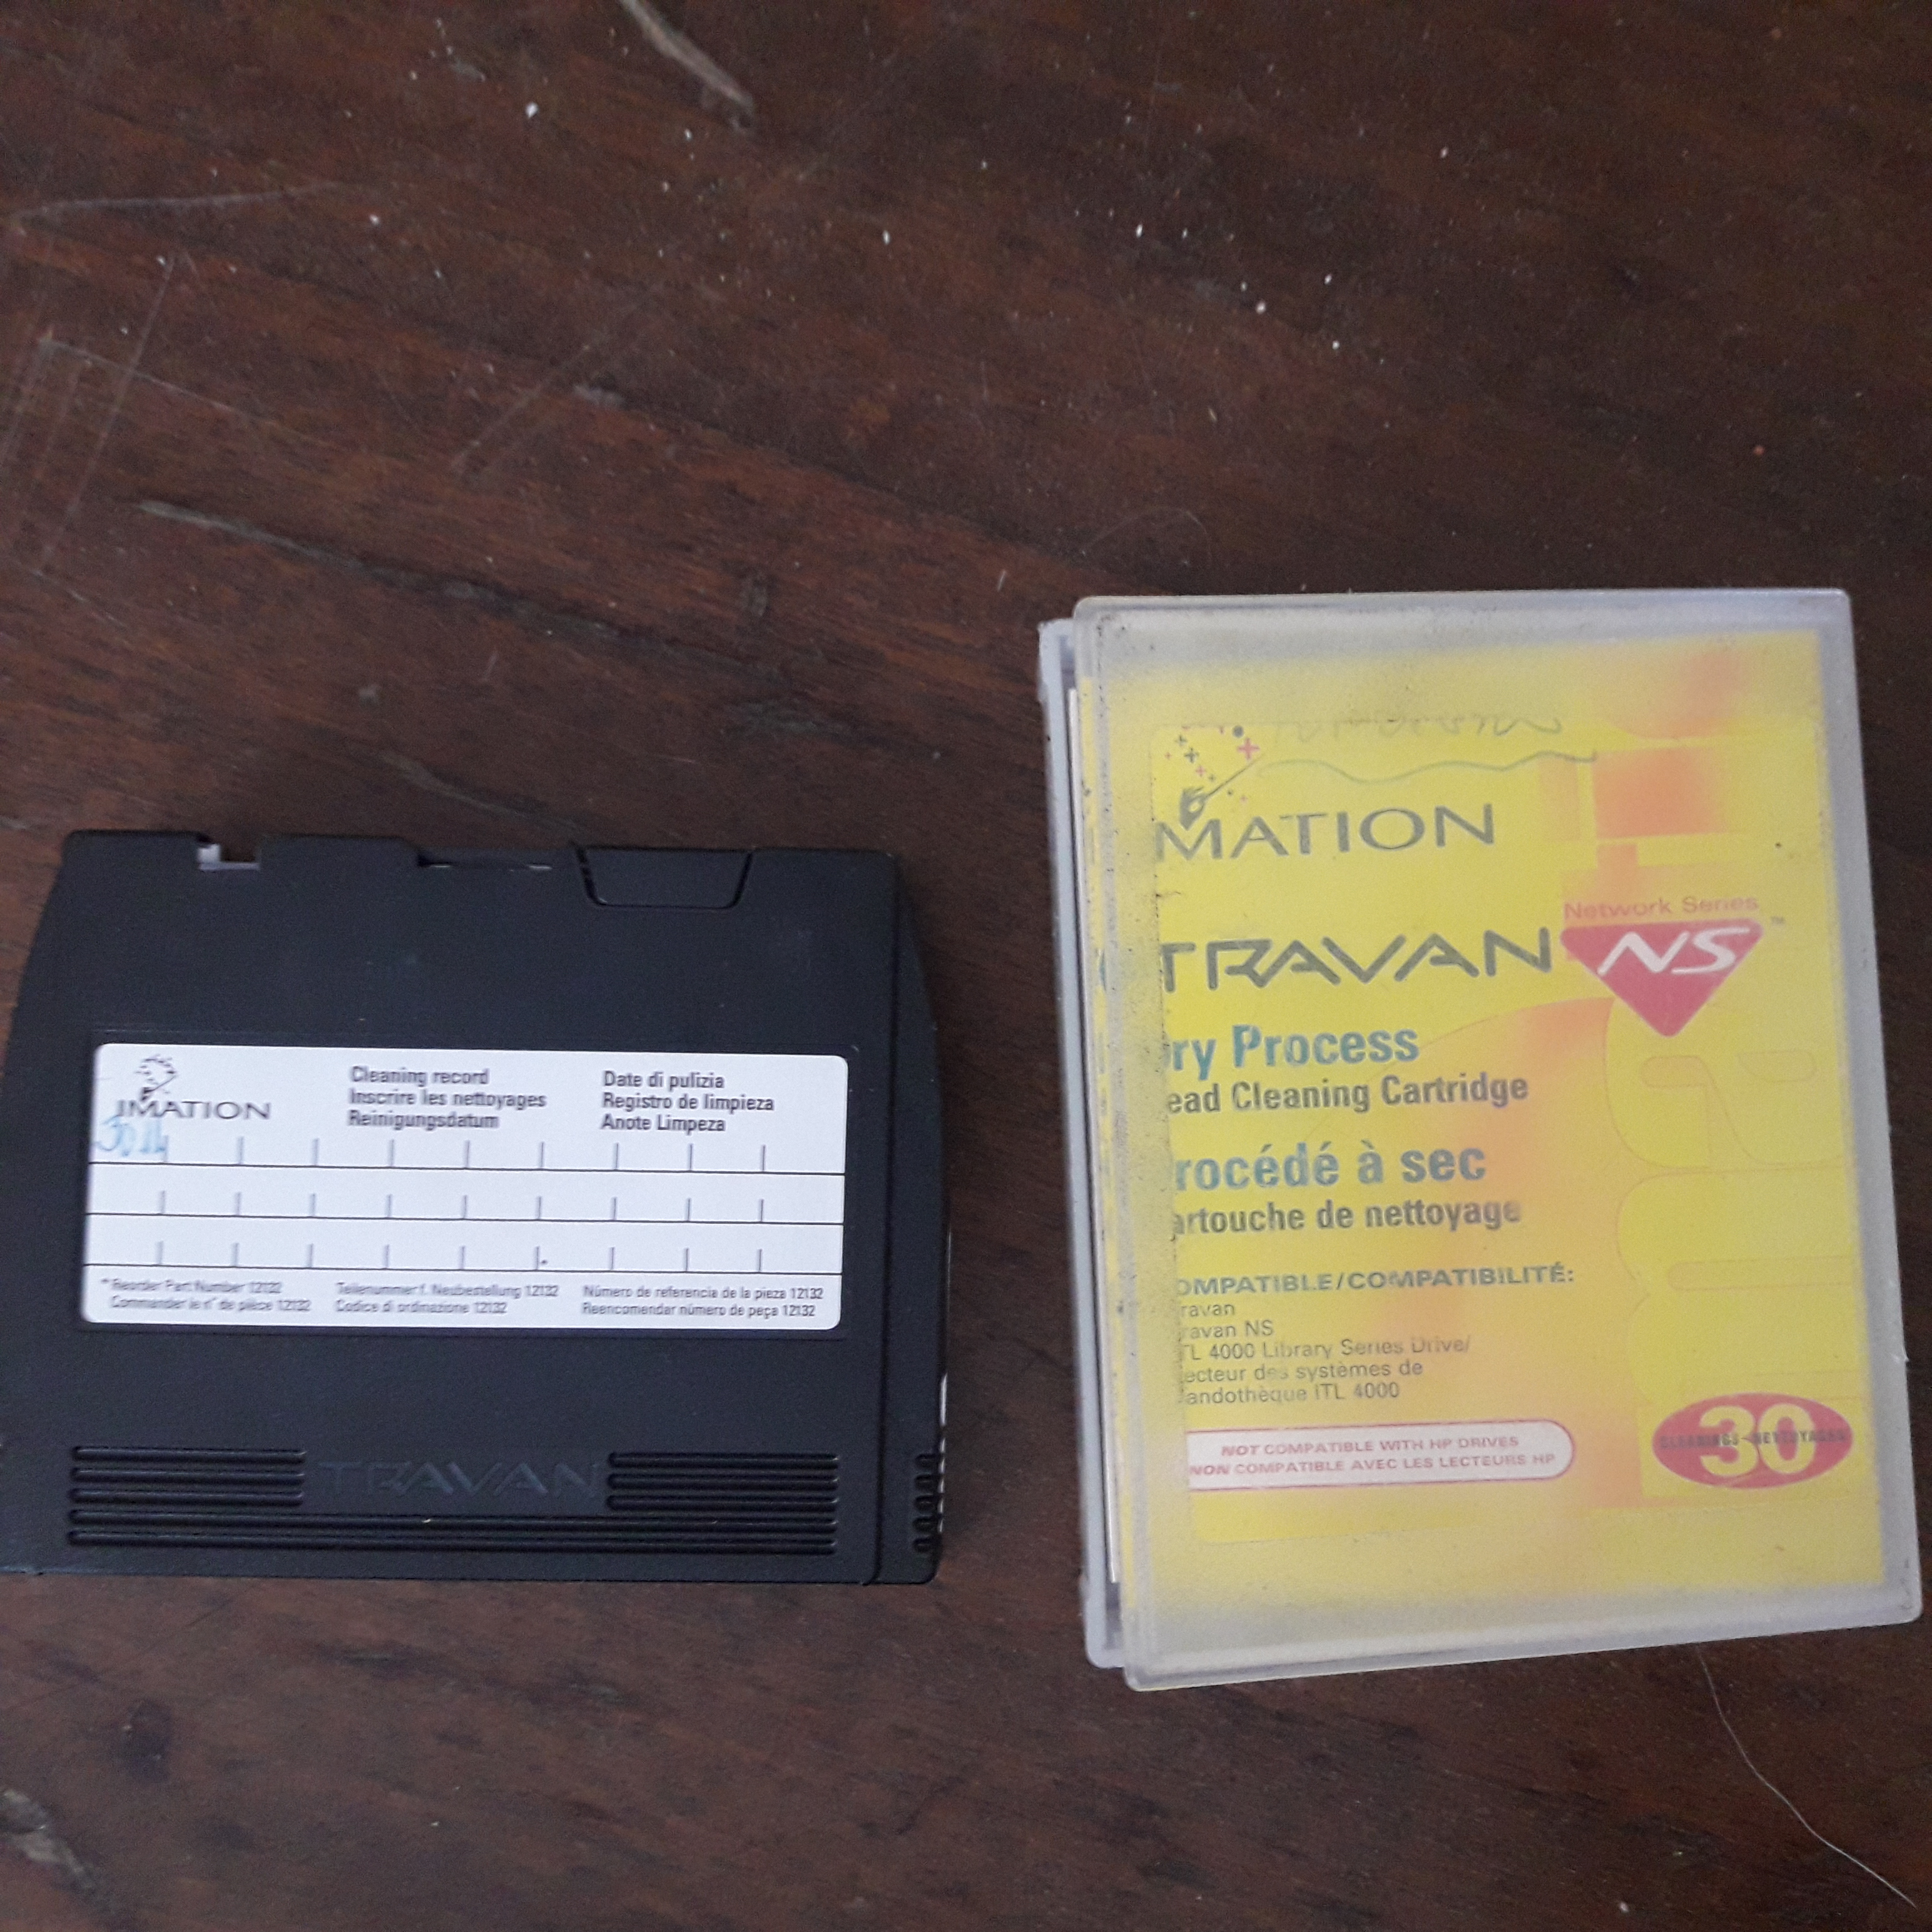 IMATION
Cleaning record
Inscrire les nettoyages
Reinigungsdatum
Date di pulizia
Registro de limpieza
Anote Limpeza
Reorder Part Number 12132
Commander le n° de pièce 12132
Teilenummer f. Neubestellung 12132
Codice di ordinazione 12132
Número de referencia de la pieza 12132
Reencomendar número de peça 12132
TRAVAN
MATION
TRAVAN
Network Series
NS™
ry Process
ead Cleaning Cartridge
rocédé à sec
artouche de nettoyage
OMPATIBLE/COMPATIBILITÉ:
ravan
ravan NS
TL 4000 Library Series Drive/
ecteur des systèmes de
andothèque ITL 4000
NOT COMPATIBLE WITH HP DRIVES
NON COMPATIBLE AVEC LES LECTEURS HP
30
CLEANINGS-NETTOYAGES